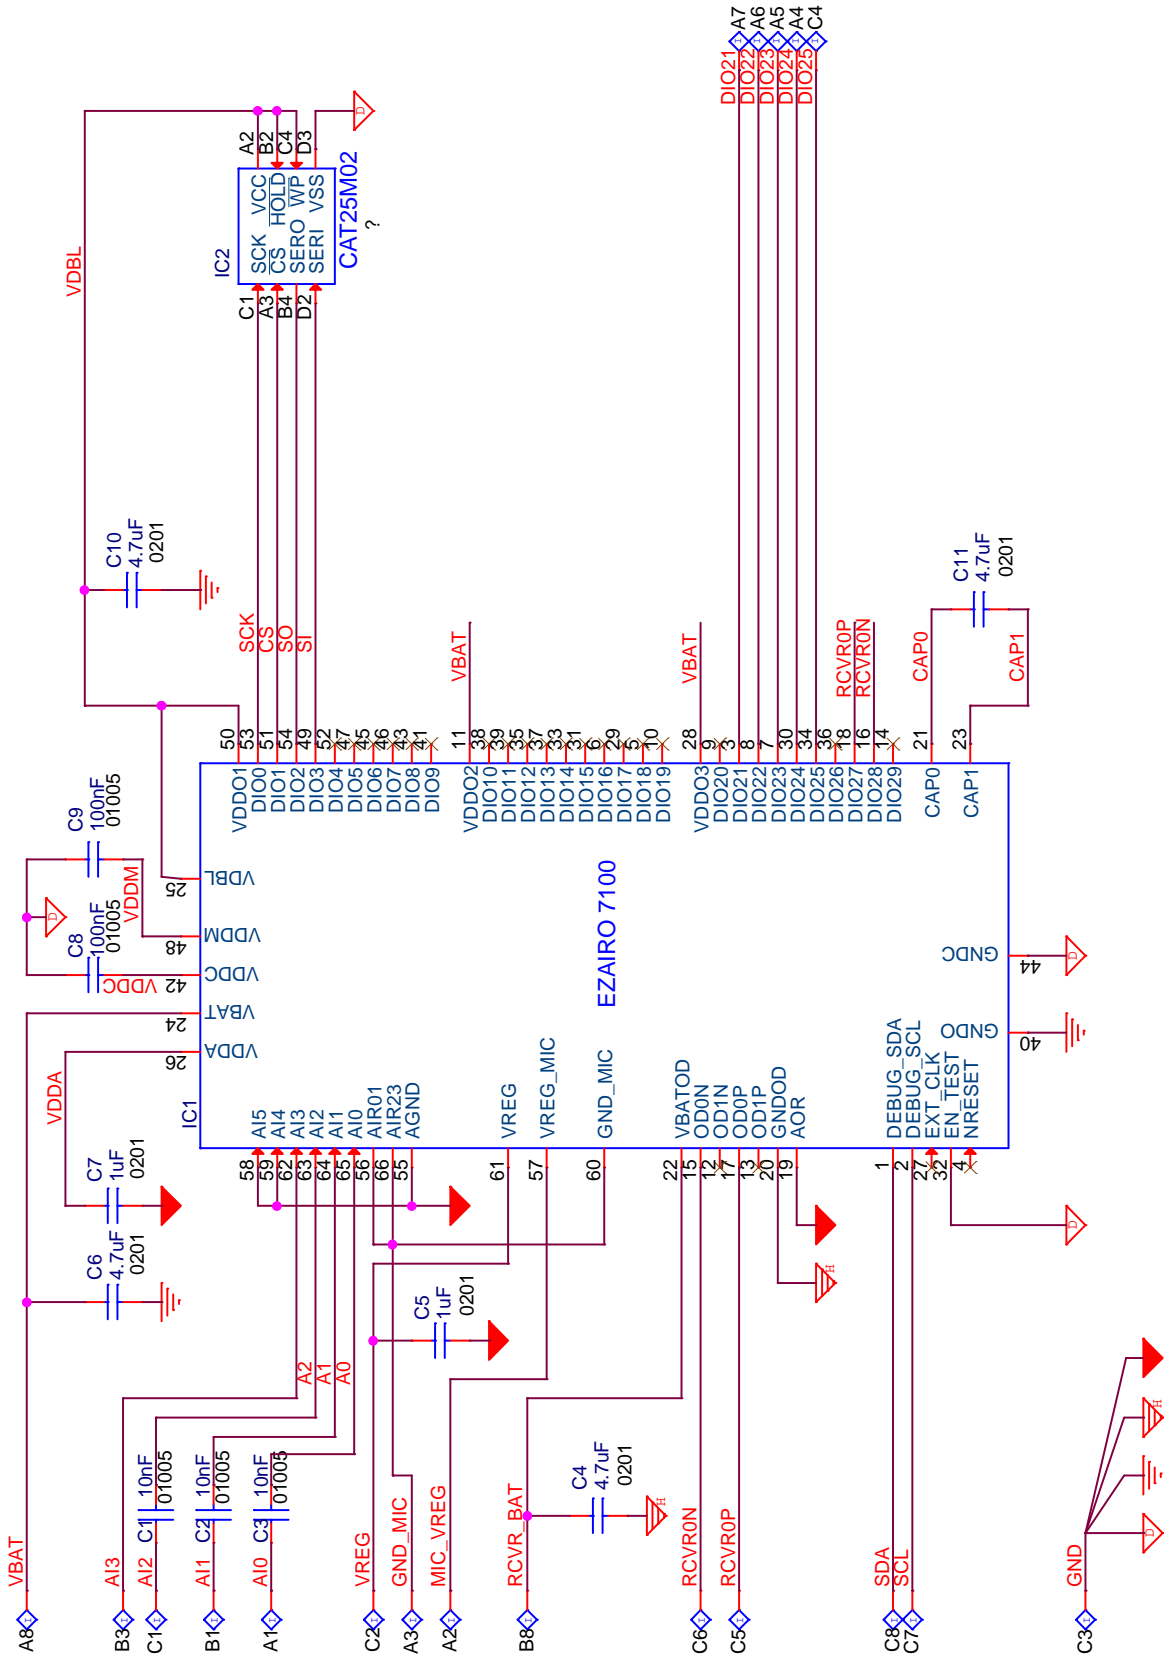 VBAT
A8
AI3
B3
AI2
C1
AI1
B1
AI0
A1
VREG
C2
GND_MIC
A3
MIC_VREG
A2
RCVR_BAT
B8
RCVR0N
C6
RCVR0P
C5
SDA
C8
SCL
C7
GND
C3
C1
10nF
01005
C2
10nF
01005
C3
10nF
01005
A2
A1
A0
C4
4.7uF
0201
H
C5
1uF
0201
C6
4.7uF
0201
C7
1uF
0201
VDDA
VDDC
C8
100nF
01005
D
VDDM
C9
100nF
01005
IC1
EZAIRO 7100
26 VDDA
24 VBAT
42 VDDC
48 VDDM
25 VDBL
58 AI5
59 AI4
62 AI3
63 AI2
64 AI1
65 AI0
56 AIR01
66 AIR23
55 AGND
61 VREG
57 VREG_MIC
60 GND_MIC
22 VBATOD
15 OD0N
12 OD1N
17 OD0P
13 OD1P
20 GNDOD
19 AOR
1 DEBUG_SDA
2 DEBUG_SCL
27 EXT_CLK
32 EN_TEST
4 NRESET
H
D
40 GNDO
44 GNDC
D
50 VDDO1
53 DIO0
51 DIO1
54 DIO2
49 DIO3
52 DIO4
47 DIO5
45 DIO6
46 DIO7
43 DIO8
41 DIO9
11 VDDO2
38 DIO10
39 DIO11
35 DIO12
37 DIO13
33 DIO14
31 DIO15
6 DIO16
29 DIO17
5 DIO18
10 DIO19
28 VDDO3
9 DIO20
3 DIO21
8 DIO22
7 DIO23
30 DIO24
34 DIO25
36 DIO26
18 DIO27
16 DIO28
14 DIO29
21 CAP0
23 CAP1
SCK
CS
SO
SI
VBAT
VBAT
RCVR0P
RCVR0N
CAP0
CAP1
C11
4.7uF
0201
C10
4.7uF
0201
VDBL
IC2
C1 SCK VCC A2
A3 CS HOLD B2
B4 SERO WP C4
D2 SERI VSS D3
CAT25M02
?
D
DIO21 A7
DIO22 A6
DIO23 A5
DIO24 A4
DIO25 C4
D
H